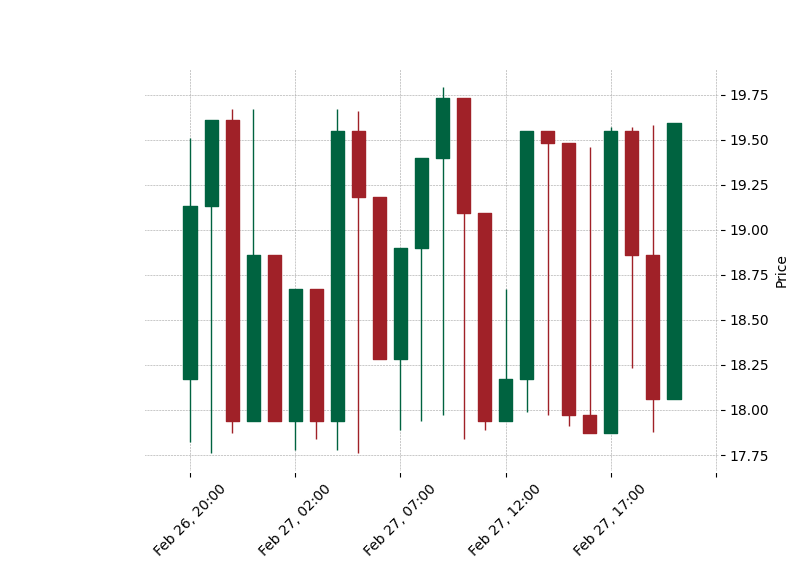 19.75
19.50
19.25
19.00
18.75
18.50
18.25
18.00
17.75
Price
Feb 26, 20:00
Feb 27, 02:00
Feb 27, 07:00
Feb 27, 12:00
Feb 27, 17:00